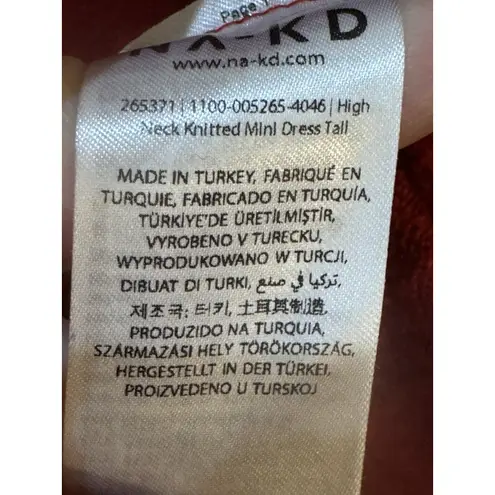 Page 1
NA-KD
www.na-kd.com
265371 | 1100-005265-4046 | High
Neck Knitted Mini Dress Tall
MADE IN TURKEY, FABRIQUÉ EN
TURQUIE, FABRICADO EN TURQUÍA,
TÜRKİYE'DE ÜRETİLMİŞTİR,
VYROBENO V TURECKU,
WYPRODUKOWANO W TURCJI,
DIBUAT DI TURKI, تركيا في صنع,
제조국: 터키, 土耳其制造,
PRODUZIDO NA TURQUIA,
SZÁRMAZÁSI HELY TÖRÖKORSZÁG,
HERGESTELLT IN DER TÜRKEI,
PROIZVEDENO U TURSKOJ